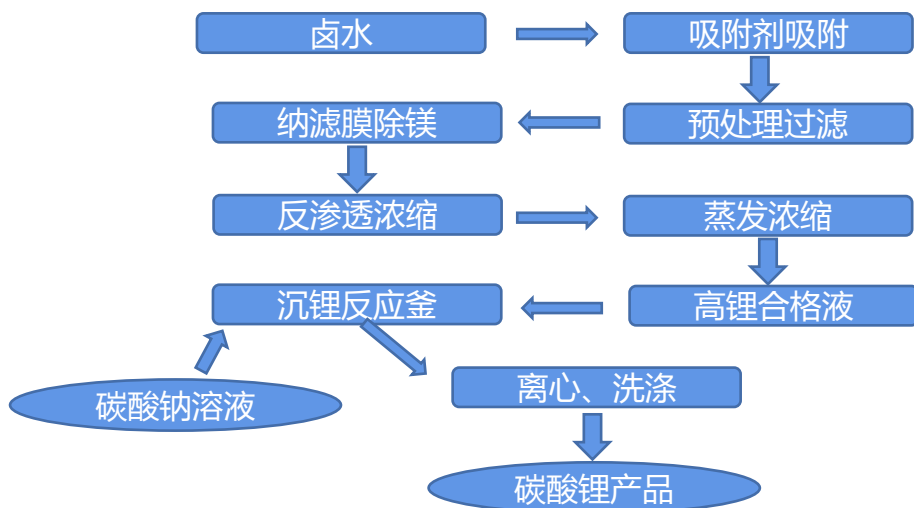 卤水
吸附剂吸附
预处理过滤
纳滤膜除镁
反渗透浓缩
蒸发浓缩
高锂合格液
沉锂反应釜
碳酸钠溶液
离心、洗涤
碳酸锂产品